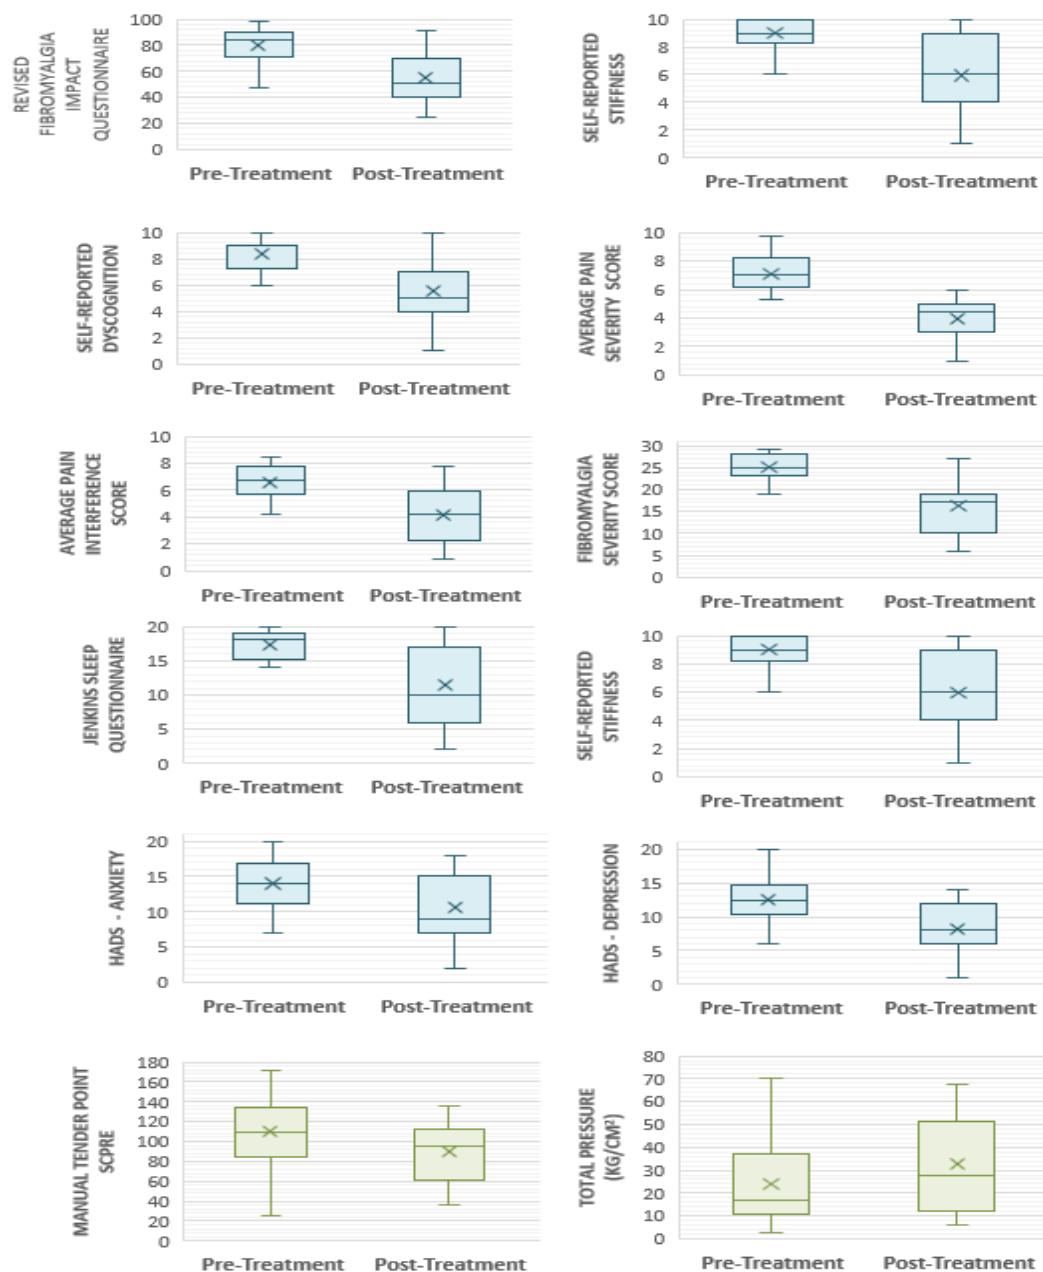 REVISED
FIBROMYALGIA
IMPACT
QUESTIONNAIRE
100
80
60
40
20
0
Pre-Treatment Post-Treatment
SELF-REPORTED
STIFFNESS
10
8
6
4
2
0
Pre-Treatment Post-Treatment
SELF-REPORTED
DYSCOGNITION
10
8
6
4
2
0
Pre-Treatment Post-Treatment
AVERAGE PAIN
SEVERITY SCORE
10
8
6
4
2
0
Pre-Treatment Post-Treatment
AVERAGE PAIN
INTERFERENCE
SCORE
10
8
6
4
2
0
Pre-Treatment Post-Treatment
FIBROMYALGIA
SEVERITY SCORE
30
25
20
15
10
5
0
Pre-Treatment Post-Treatment
JENKINS SLEEP
QUESTIONNAIRE
20
15
10
5
0
Pre-Treatment Post-Treatment
SELF-REPORTED
STIFFNESS
10
8
6
4
2
0
Pre-Treatment Post-Treatment
HADS - ANXIETY
20
15
10
5
0
Pre-Treatment Post-Treatment
HADS - DEPRESSION
20
15
10
5
0
Pre-Treatment Post-Treatment
MANUAL TENDER POINT
SCPRE
180
160
140
120
100
80
60
40
20
0
Pre-Treatment Post-Treatment
TOTAL PRESSURE
(KG/CM²)
80
70
60
50
40
30
20
10
0
Pre-Treatment Post-Treatment